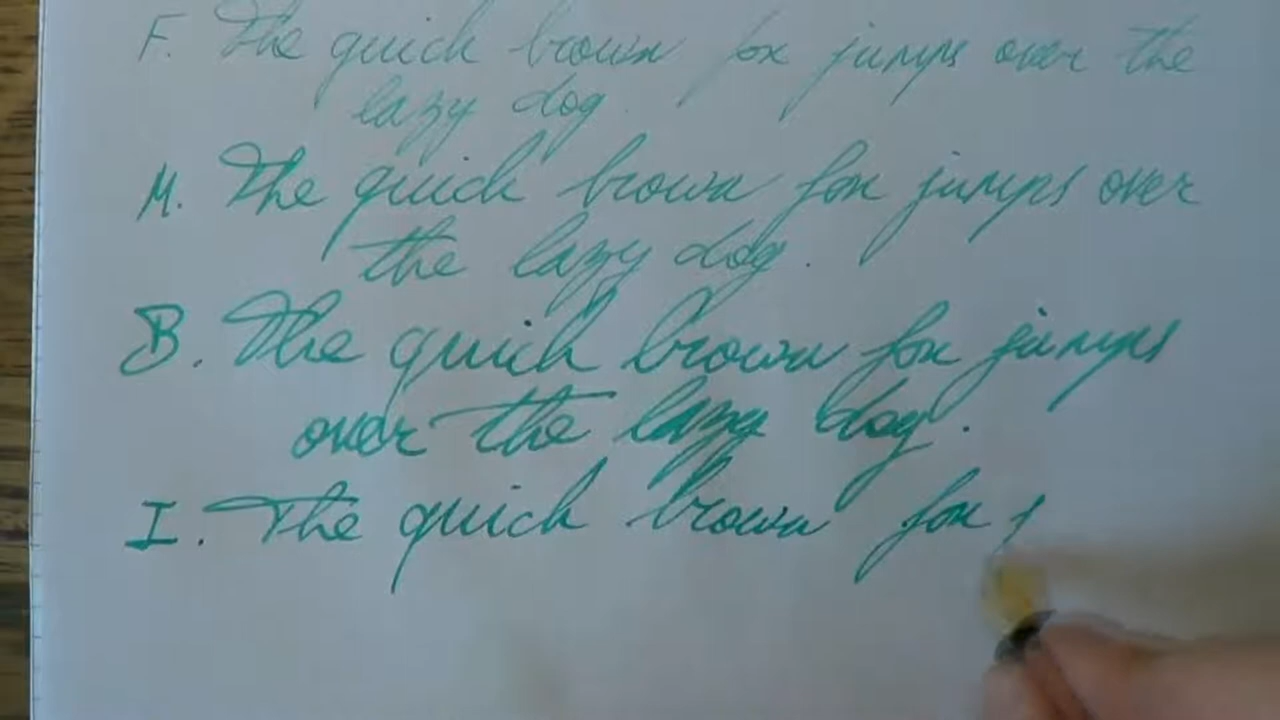 F. The quick brown fox jumps over the
lazy dog.
M. The quick brown fox jumps over
the lazy dog.
B. The quick brown fox jumps
over the lazy dog.
I. The quick brown fox j